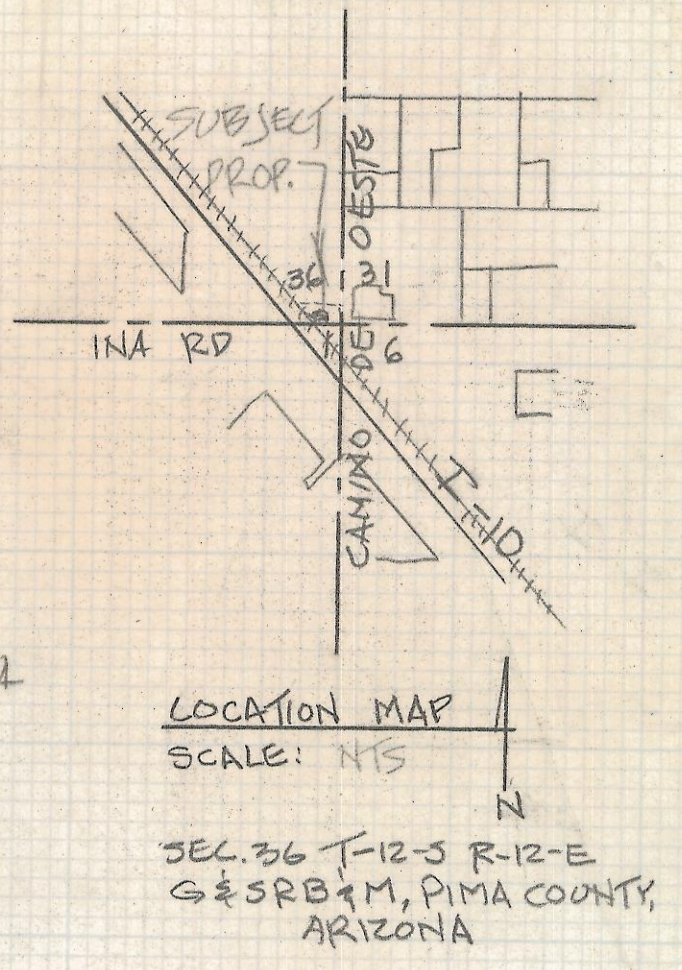 SUBJECT
PROP.
CAMINO DE OESTE
36 31
1 6
INA RD
I-10
LOCATION MAP
SCALE: NTS
N
SEC. 36 T-12-S R-12-E
G & SRB & M, PIMA COUNTY,
ARIZONA